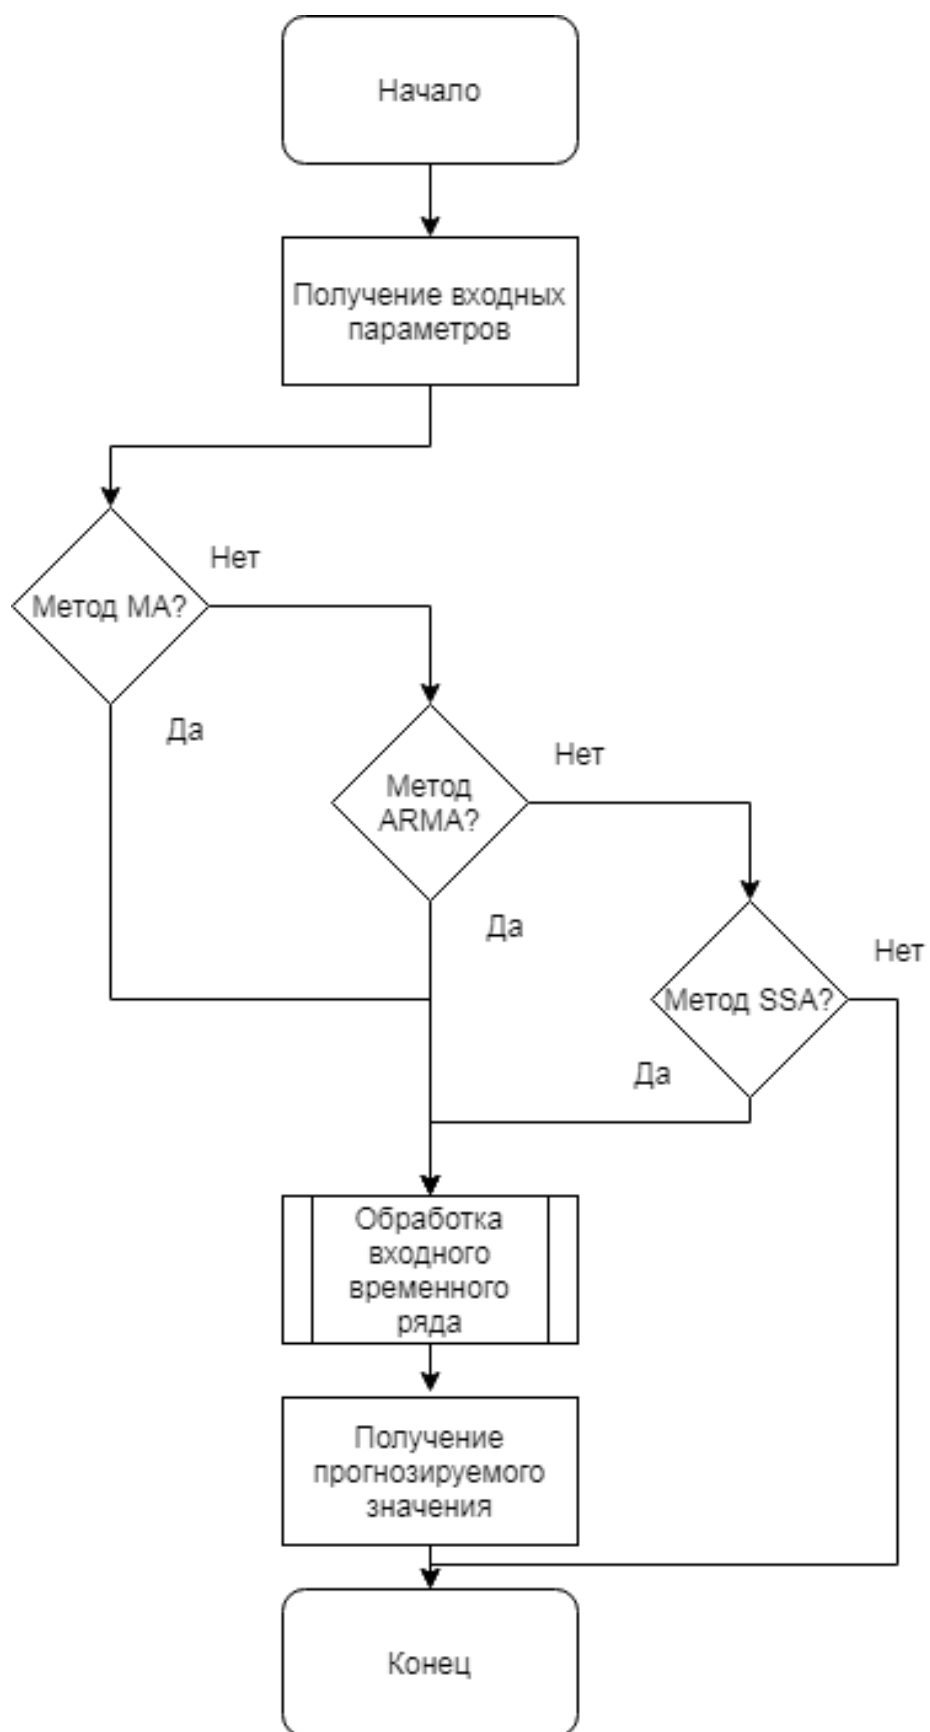 Начало
Получение входных
параметров
Нет
Метод MA?
Да
Метод
ARMA?
Нет
Да
Нет
Метод SSA?
Да
Обработка
входного
временного
ряда
Получение
прогнозируемого
значения
Конец